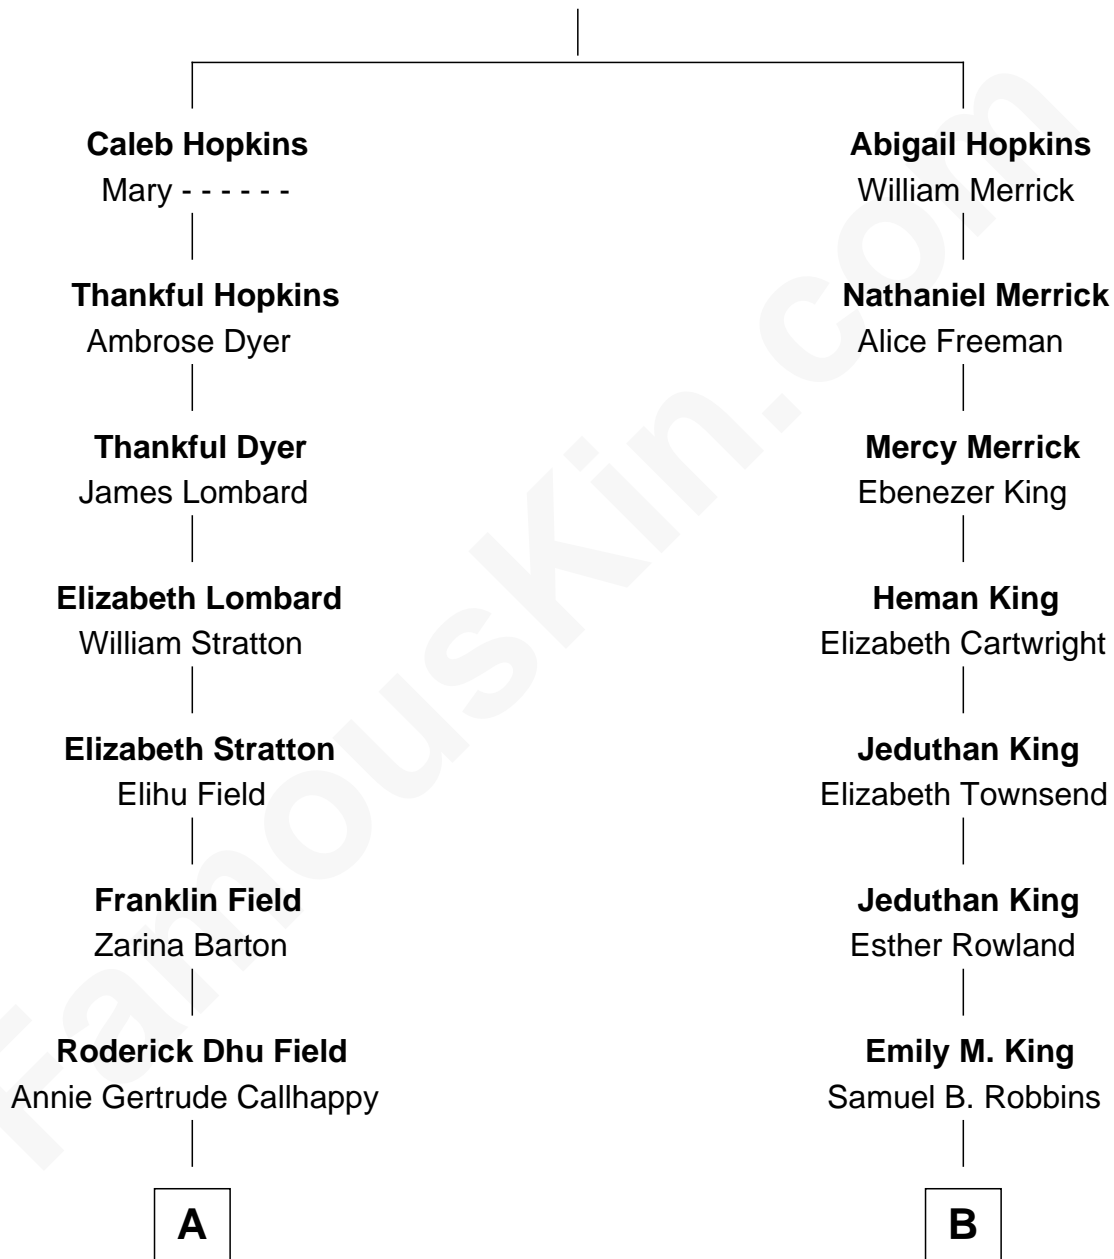 Caleb Hopkins
Mary - - - - - -
Abigail Hopkins
William Merrick
Thankful Hopkins
Ambrose Dyer
Nathaniel Merrick
Alice Freeman
Thankful Dyer
James Lombard
Mercy Merrick
Ebenezer King
Elizabeth Lombard
William Stratton
Heman King
Elizabeth Cartwright
Elizabeth Stratton
Elihu Field
Jeduthan King
Elizabeth Townsend
Franklin Field
Zarina Barton
Jeduthan King
Esther Rowland
Roderick Dhu Field
Annie Gertrude Callhappy
Emily M. King
Samuel B. Robbins
A
B
FamousKin.com